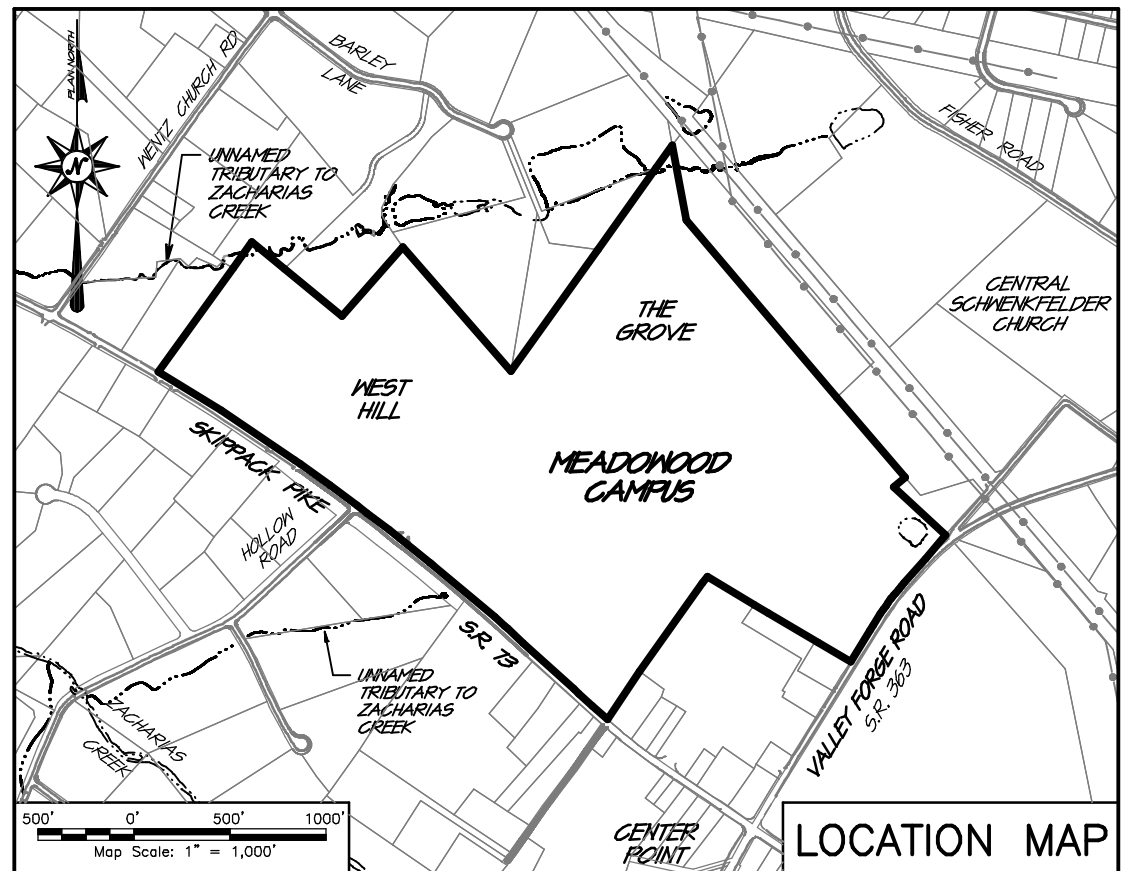 PLAN NORTH
N
WENTZ CHURCH RD
BARLEY
LANE
FISHER ROAD
UNNAMED
TRIBUTARY TO
ZACHARIAS
CREEK
CENTRAL
SCHWENKFELDER
CHURCH
THE
GROVE
WEST
HILL
MEADOWOOD
CAMPUS
SKIPPACK PIKE
HOLLOW
ROAD
S.R. 73
UNNAMED
TRIBUTARY TO
ZACHARIAS
CREEK
VALLEY FORGE ROAD
S.R. 363
ZACHARIAS
CREEK
CENTER
POINT
500' 0' 500' 1000'
Map Scale: 1" = 1,000'
LOCATION MAP